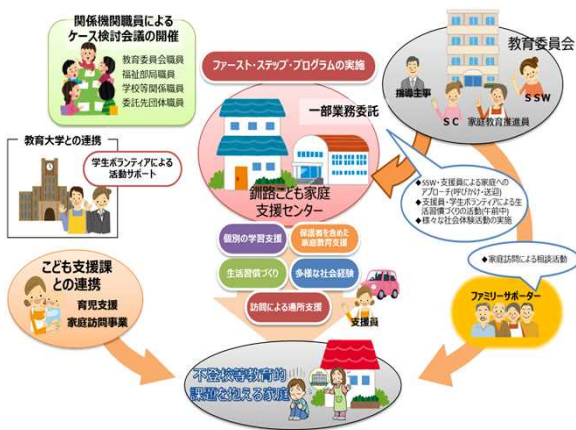 関係機関職員による
ケース検討会議の開催
教育委員会職員
福祉部局職員
学校等関係職員
委託先団体職員
ファースト・ステップ・プログラムの実施
教育委員会
指導主事
SC
家庭教育推進員
SSW
一部業務委託
釧路こども家庭
支援センター
教育大学との連携
学生ボランティアによる
活動サポート
◆SSW・支援員による家庭への
アプローチ(呼びかけ・送迎)
◆支援員・学生ボランティアによる生
活習慣づくりの活動(午前中)
◆様々な社会体験活動の実施
個別の学習支援
保護者を含めた
家庭教育支援
生活習慣づくり
多様な社会経験
訪問による通所支援
支援員
こども支援課
との連携
育児支援
家庭訪問事業
◆家庭訪問による相談活動
ファミリーサポーター
不登校等教育的
課題を抱える家庭